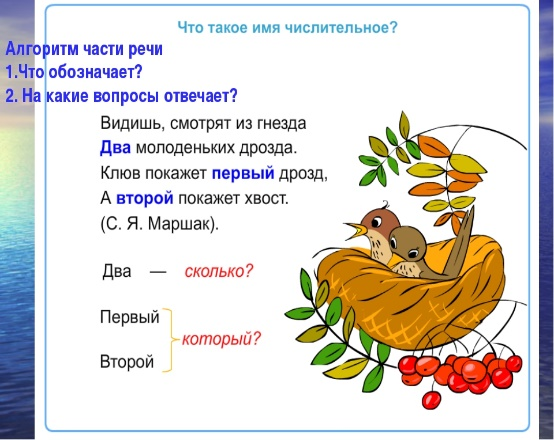 Что такое имя числительное?
Алгоритм части речи
1.Что обозначает?
2. На какие вопросы отвечает?
Видишь, смотрят из гнезда
Два молоденьких дрозда.
Клюв покажет первый дрозд,
А второй покажет хвост.
(С. Я. Маршак).
Два — сколько?
Первый
который?
Второй